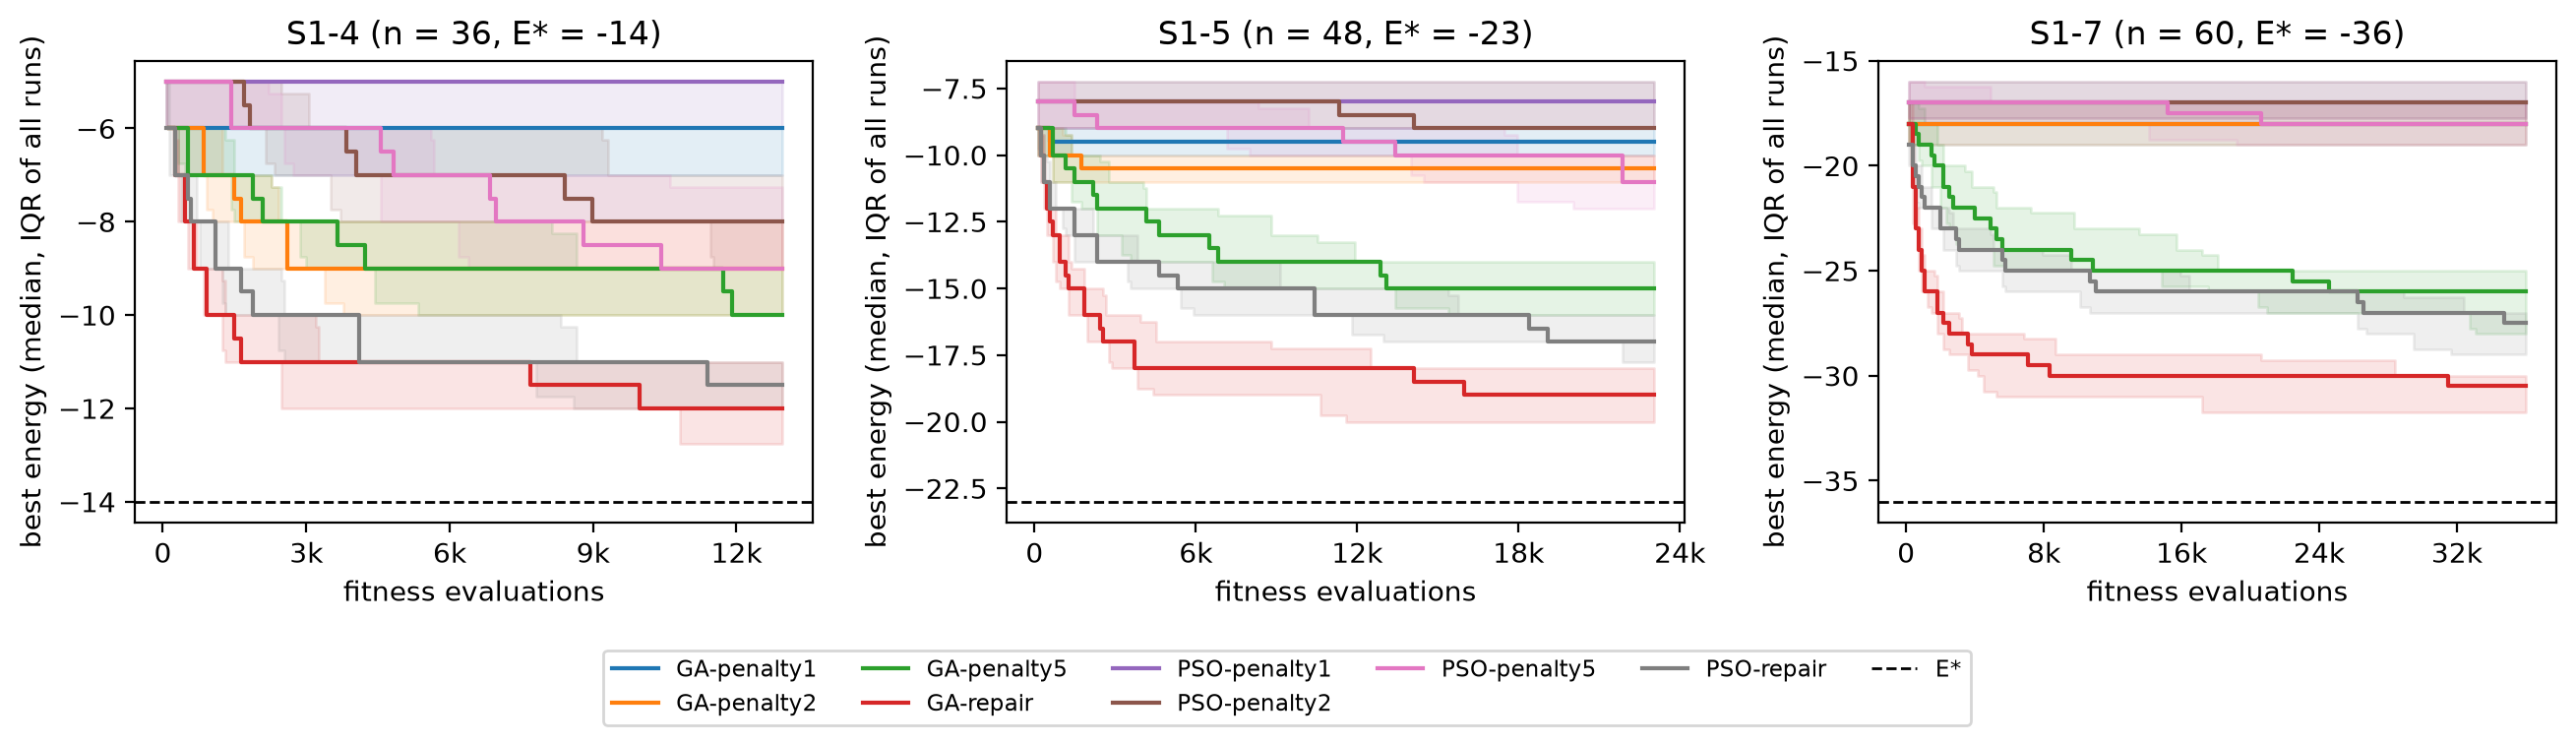 S1-4 (n = 36, E* = -14)
best energy (median, IQR of all runs)
−6
−8
−10
−12
−14
0 3k 6k 9k 12k
fitness evaluations
S1-5 (n = 48, E* = -23)
best energy (median, IQR of all runs)
−7.5
−10.0
−12.5
−15.0
−17.5
−20.0
−22.5
0 6k 12k 18k 24k
fitness evaluations
S1-7 (n = 60, E* = -36)
best energy (median, IQR of all runs)
−15
−20
−25
−30
−35
0 8k 16k 24k 32k
fitness evaluations
GA-penalty1 GA-penalty5 PSO-penalty1 PSO-penalty5 PSO-repair E*
GA-penalty2 GA-repair PSO-penalty2